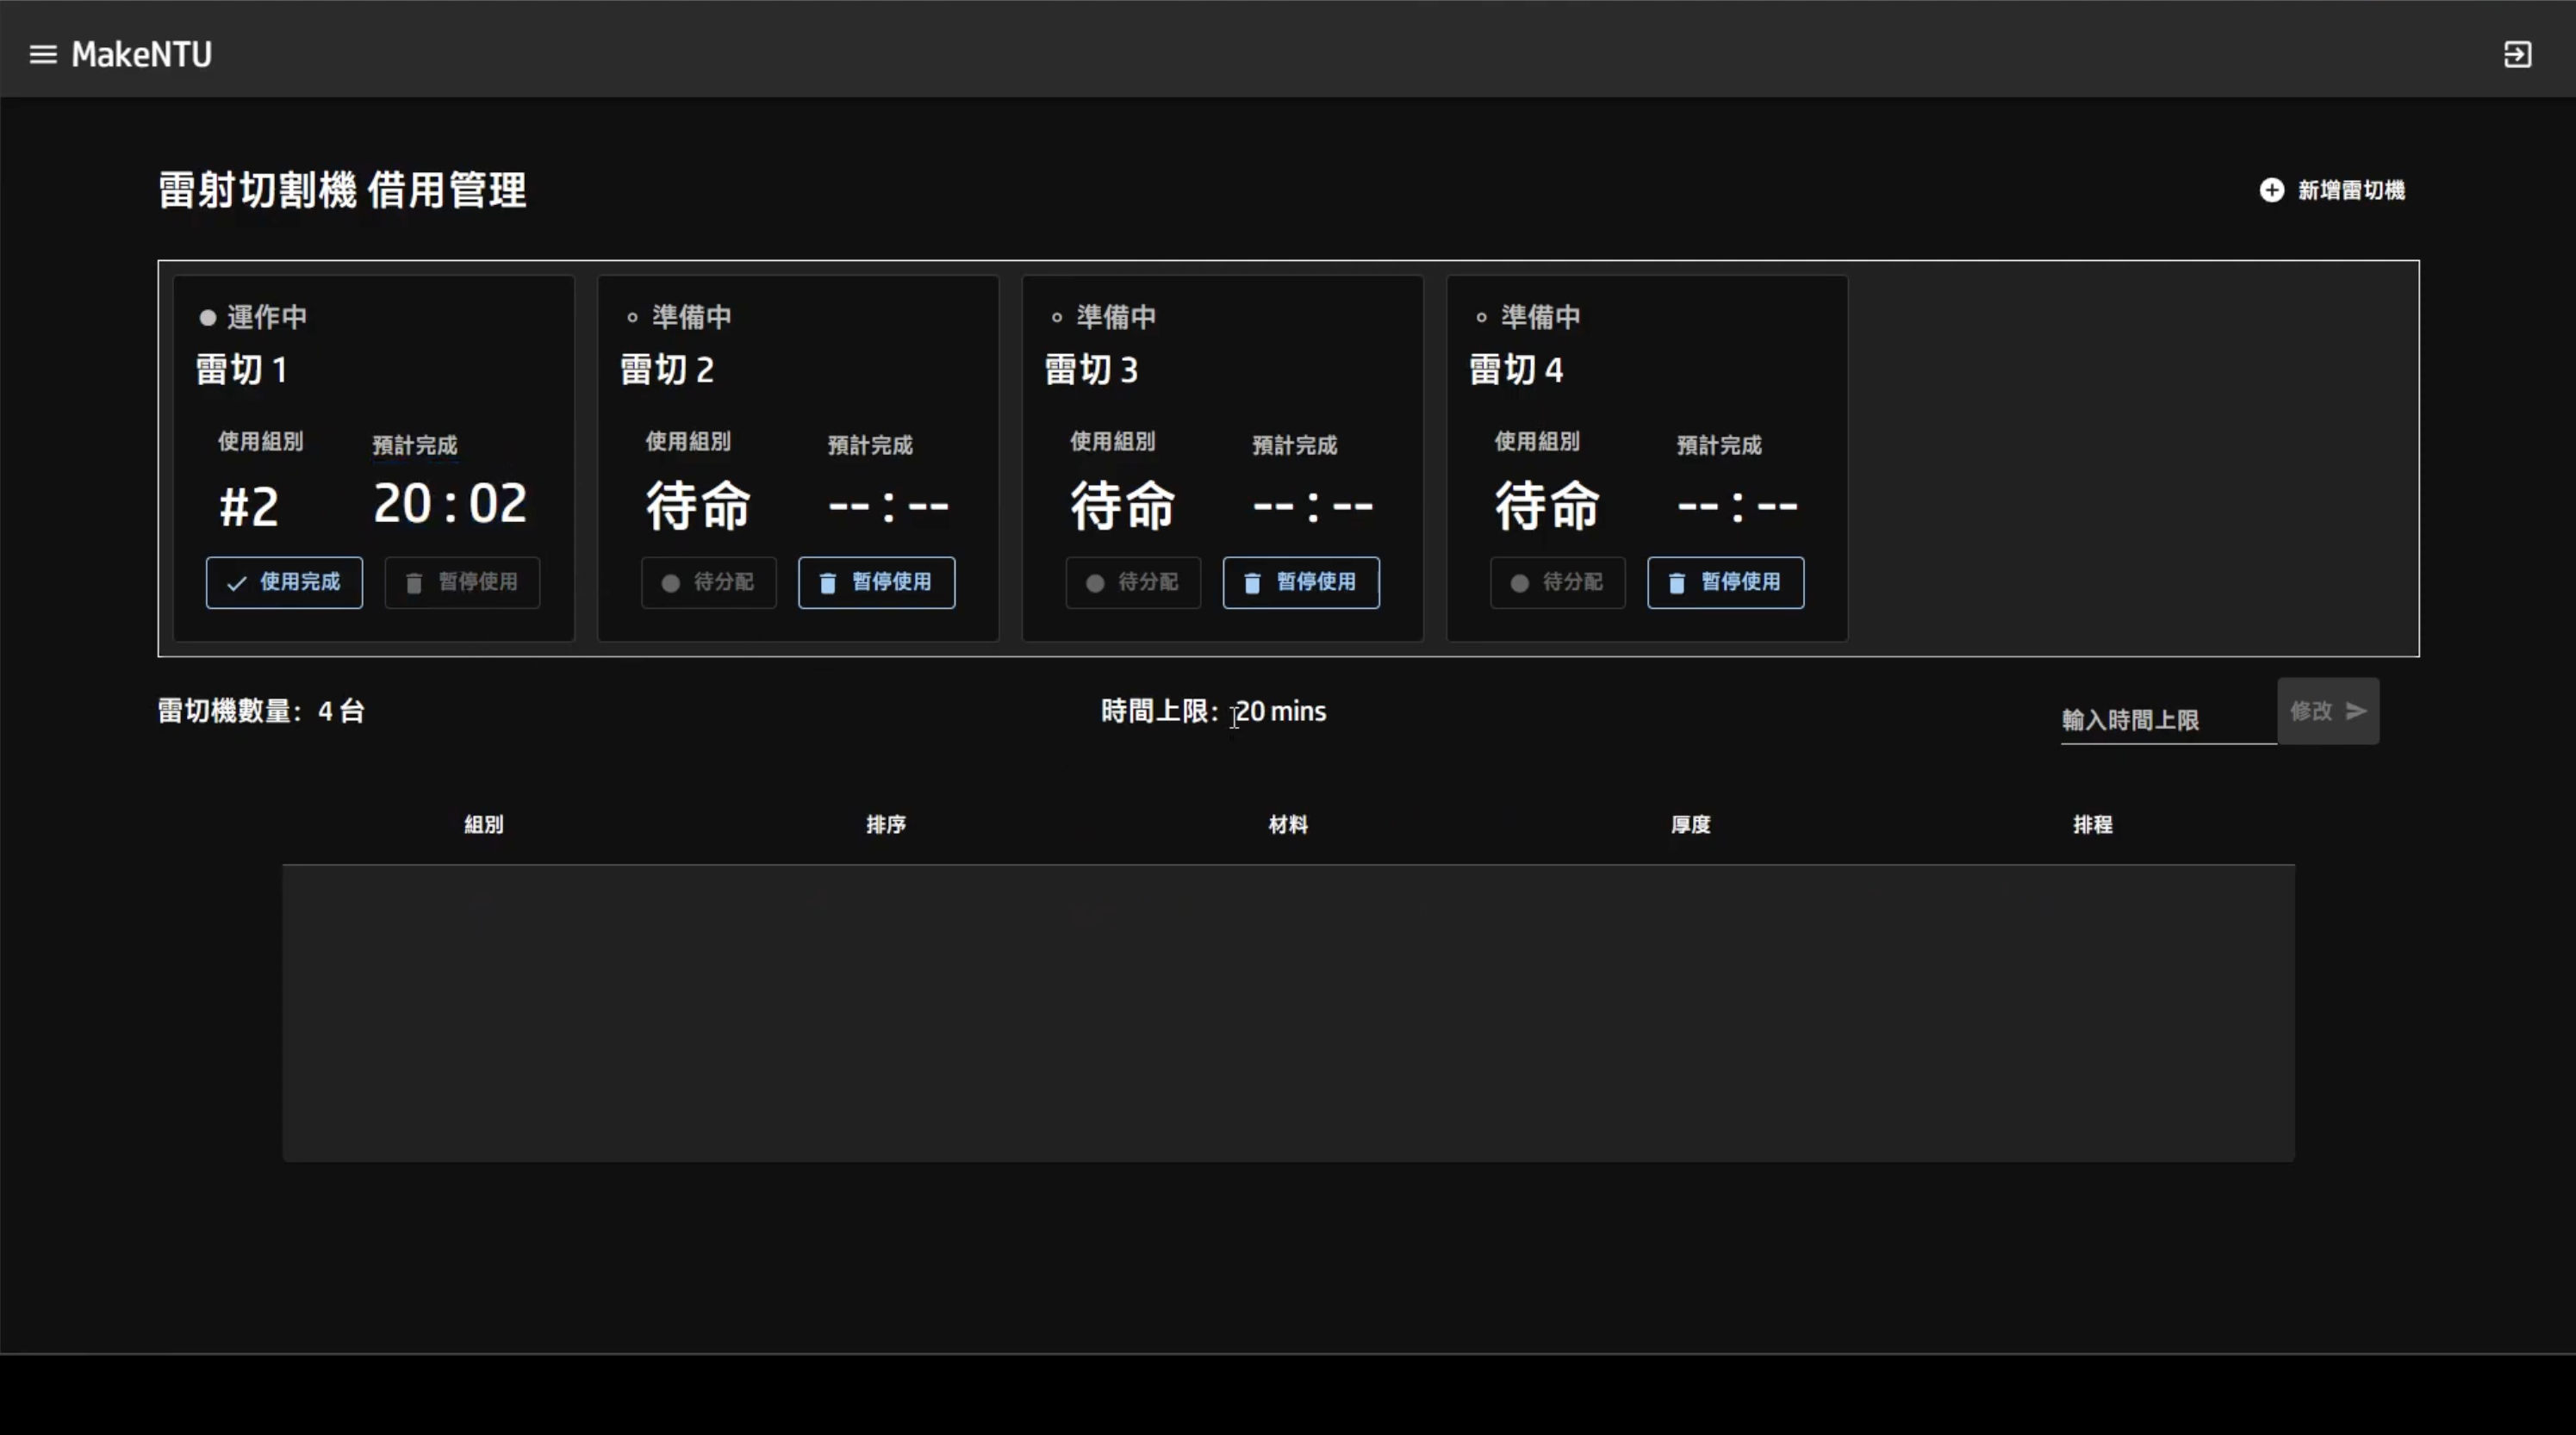 MakeNTU
雷射切割機 借用管理
新增雷切機
運作中
雷切 1
使用組別 預計完成
#2 20:02
使用完成 暫停使用
準備中
雷切 2
使用組別 預計完成
待命 --:--
待分配 暫停使用
準備中
雷切 3
使用組別 預計完成
待命 --:--
待分配 暫停使用
準備中
雷切 4
使用組別 預計完成
待命 --:--
待分配 暫停使用
雷切機數量: 4 台 時間上限: 20 mins 輸入時間上限 修改
組別 排序 材料 厚度 排程